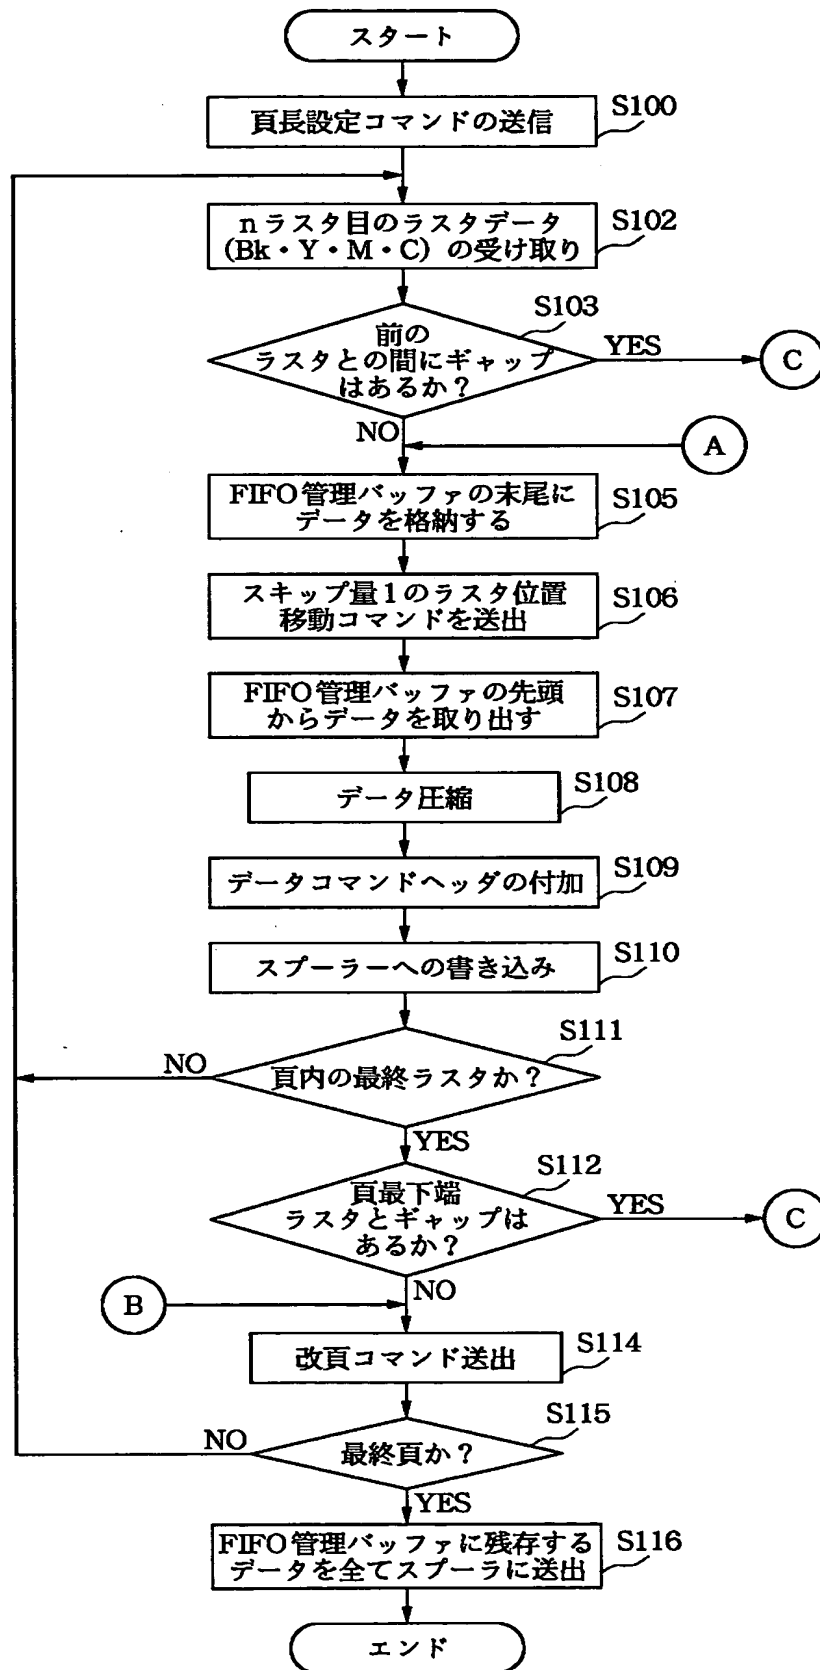 スタート
頁長設定コマンドの送信
S100
nラスタ目のラスタデータ
(Bk・Y・M・C)の受け取り
S102
S103
前の
ラスタとの間にギャップ
はあるか？
YES
C
NO
A
FIFO管理バッファの末尾に
データを格納する
S105
スキップ量1のラスタ位置
移動コマンドを送出
S106
FIFO管理バッファの先頭
からデータを取り出す
S107
データ圧縮
S108
データコマンドヘッダの付加
S109
スプーラーへの書き込み
S110
S111
頁内の最終ラスタか？
NO
YES
S112
頁最下端
ラスタとギャップは
あるか？
YES
C
NO
B
改頁コマンド送出
S114
S115
最終頁か？
NO
YES
FIFO管理バッファに残存する
データを全てスプーラに送出
S116
エンド